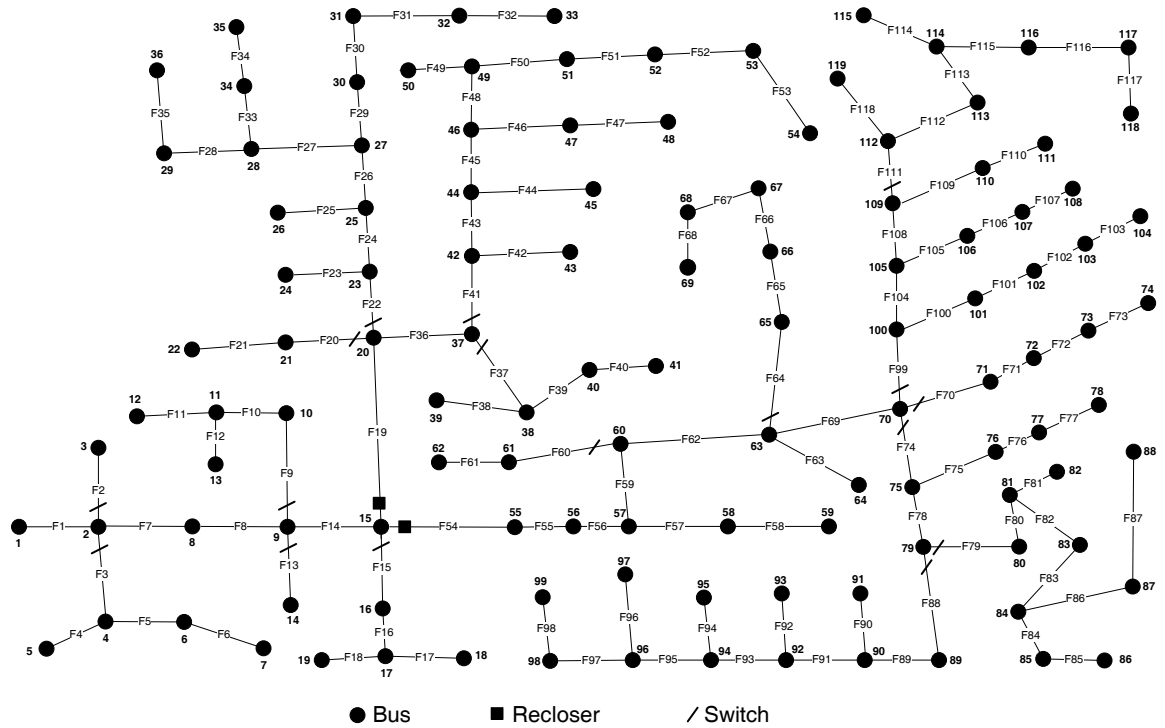 31 F31 32 F32 33
115 F114 114 F115 116 F116 117
35 F34 F30
36 F49 49 F50 51 F51 52 F52 53
50
119 F113 F117
34 30 F48 F53 F118
F35 F33 F29 46 F46 47 F47 48 54 F112 113 118
29 F28 28 F27 27 F45 112
F26 F111 F109 110 F110 111
44 F44 45 68 F67 67
26 F25 25 F43 F68 F66 109 F107 108
F24 F108 F105 106 F106 107 104
24 F23 23 42 F42 43 69 66 105 F102 103 F103
F22 F41 F65 F104 F100 101 F101 102
22 F21 21 F20 20 F36 37 65 100 73 F73 74
F37 F39 40 F40 41 F64 F99 71 F71 72 F72
12 F11 11 F10 10 39 F38 38 70 F70
F12 F19 60 F62 63 F69 F74 76 F76 77 F77 78
3 13 62 F61 61 F60 F63 F75
F2 F9 F59 64 75 81 F81 82 88
1 F1 2 F7 8 F8 9 F14 15 F54 55 F55 56 F56 57 F57 58 F58 59 F78 F80 F82 F87
F3 F13 F15 79 F79 80 83
97 F83 F86 87
99 95 93 91 F88 84
5 F4 4 F5 6 F6 7 14 16 F98 F96 F94 F92 F90 F84
19 F18 17 F16 F17 18 98 F97 96 F95 94 F93 92 F91 90 F89 89 85 F85 86
Bus Recloser Switch